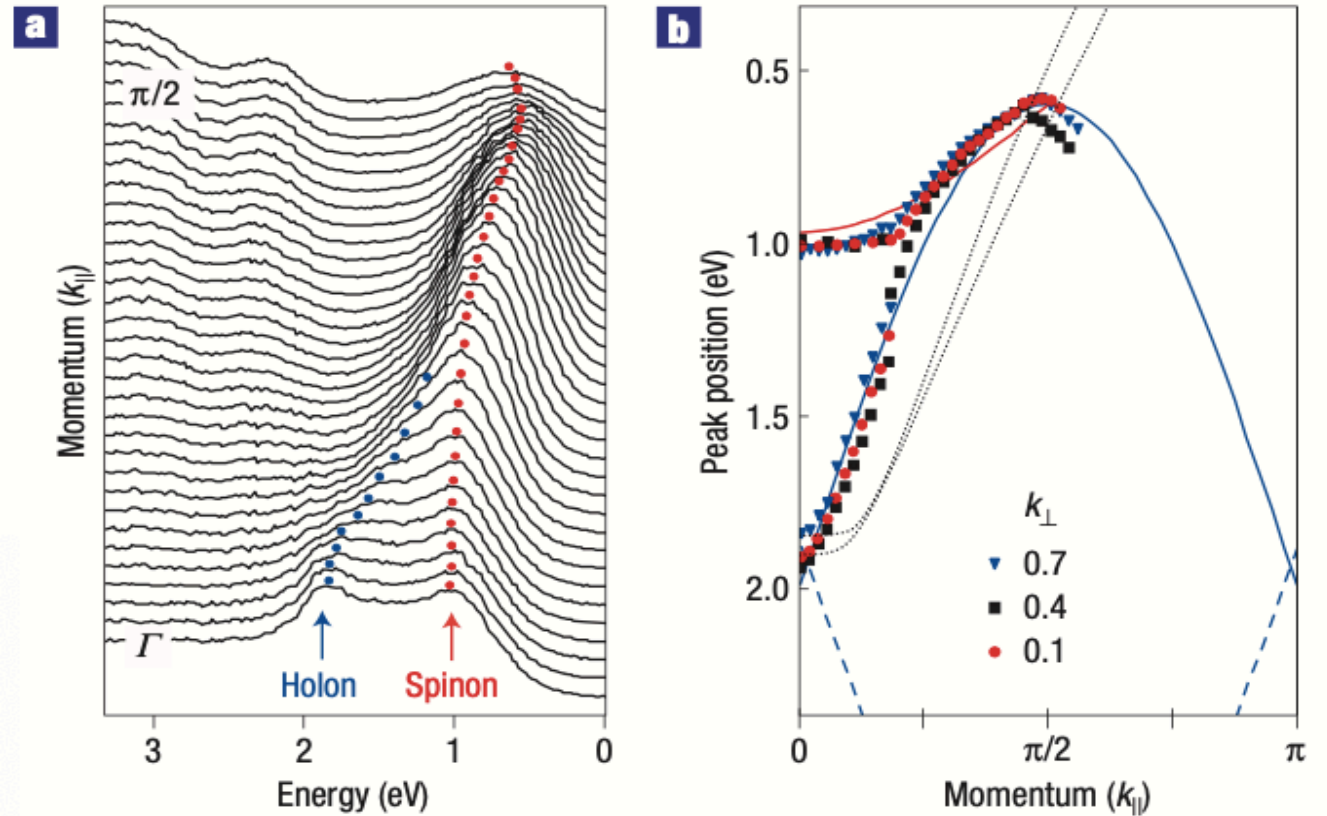 a
π/2
Γ
Holon
Spinon
3
2
1
0
Energy (eV)
Momentum (k||)
b
0.5
1.0
1.5
2.0
Peak position (eV)
k⊥
0.7
0.4
0.1
0
π/2
π
Momentum (k||)